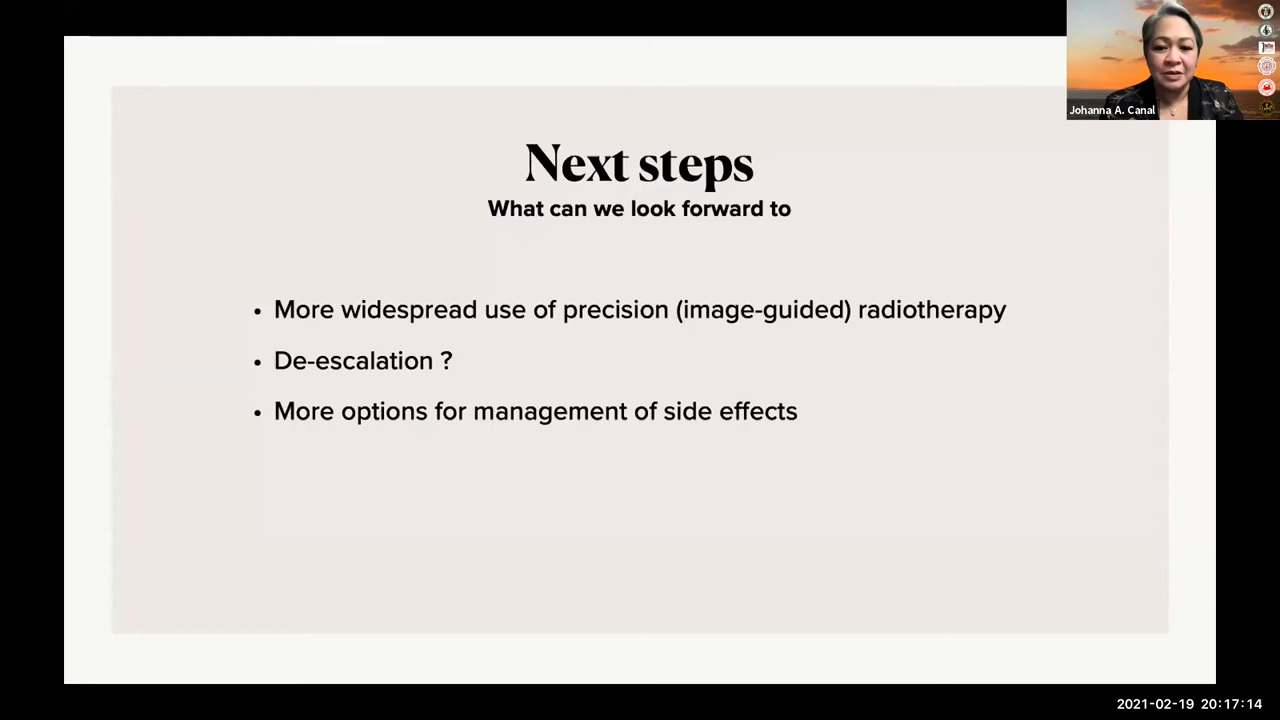 Johanna A. Canal
Next steps
What can we look forward to
• More widespread use of precision (image-guided) radiotherapy
• De-escalation ?
• More options for management of side effects
2021-02-19 20:17:14